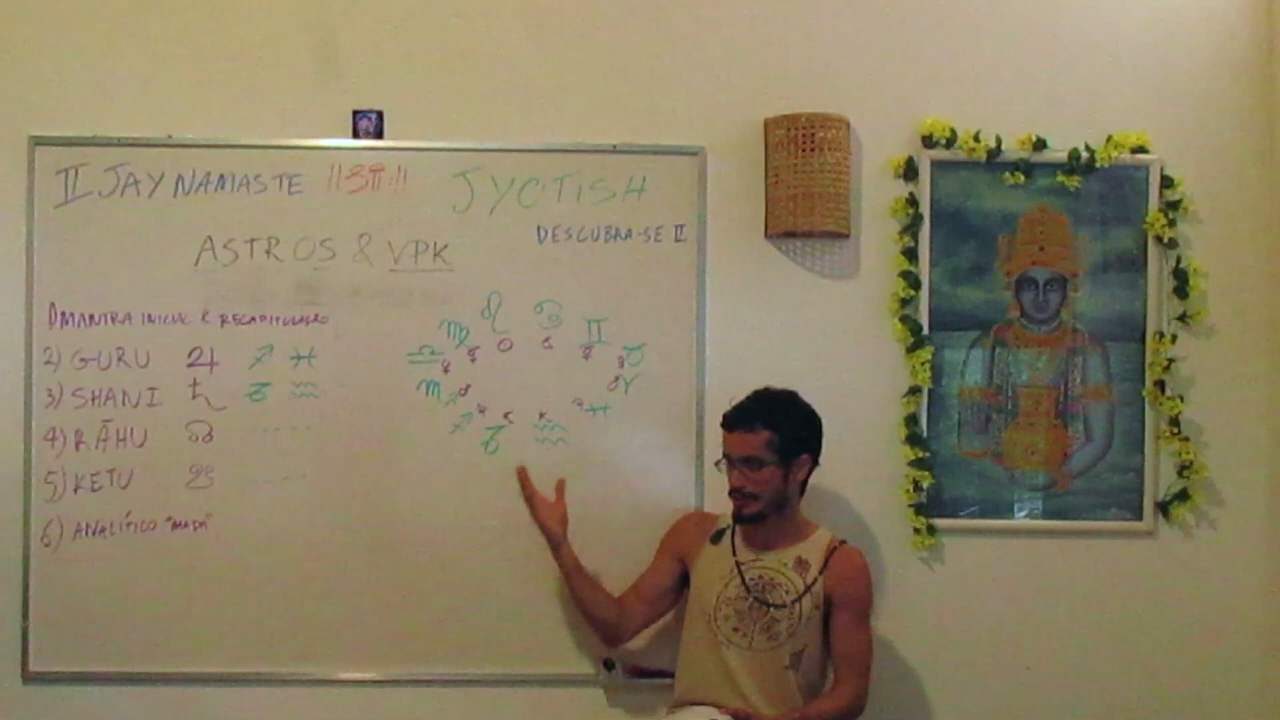 II JAY NAMASTE ||ॐ|| JYOTISH
DESCUBRA-SE II
ASTROS & VPK
1) MANTRA INICIAL E RECAPITULAÇÃO
2) GURU ♃ ♐ ♓
3) SHANI ♄ ♑ ♒
4) RĀHU ☊
5) KETU ☋
6) ANALÍTICO "MAPA"
♌ ♋
♍ ♊
♎ ♉
♏ ♈
♐ ♓
♑ ♒